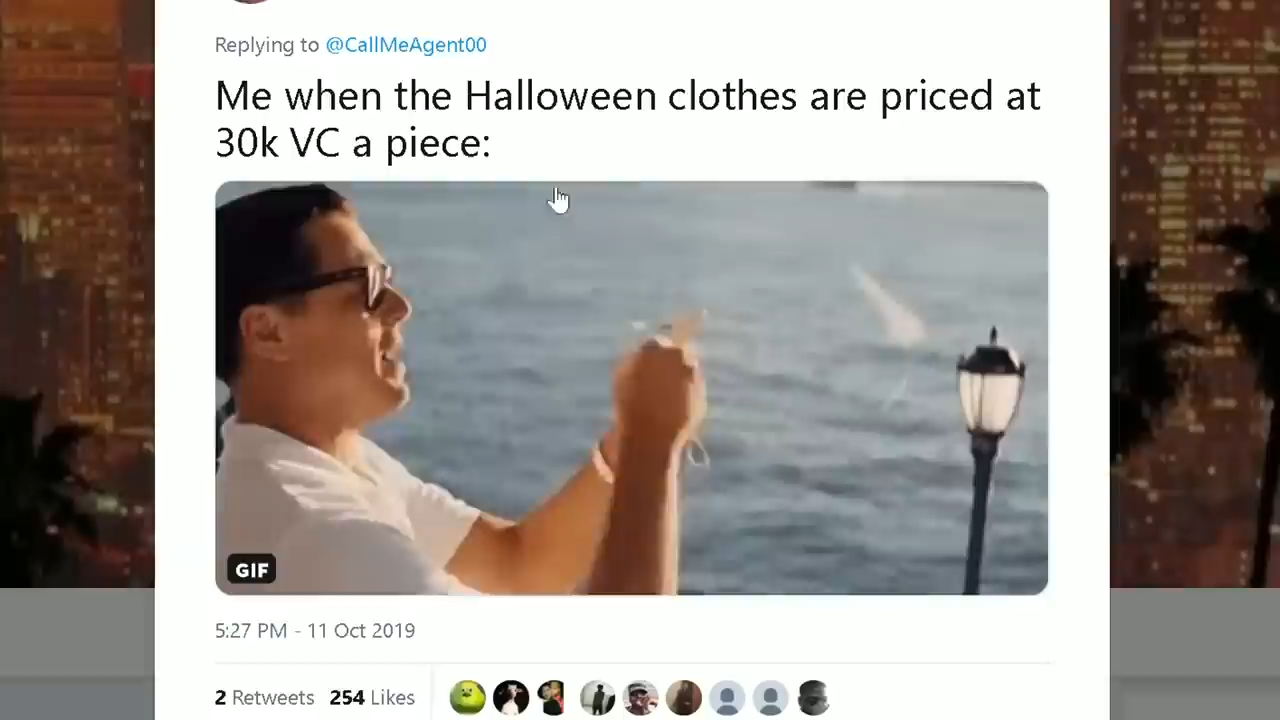 Replying to @CallMeAgent00
Me when the Halloween clothes are priced at
30k VC a piece:
GIF
5:27 PM - 11 Oct 2019
2 Retweets 254 Likes